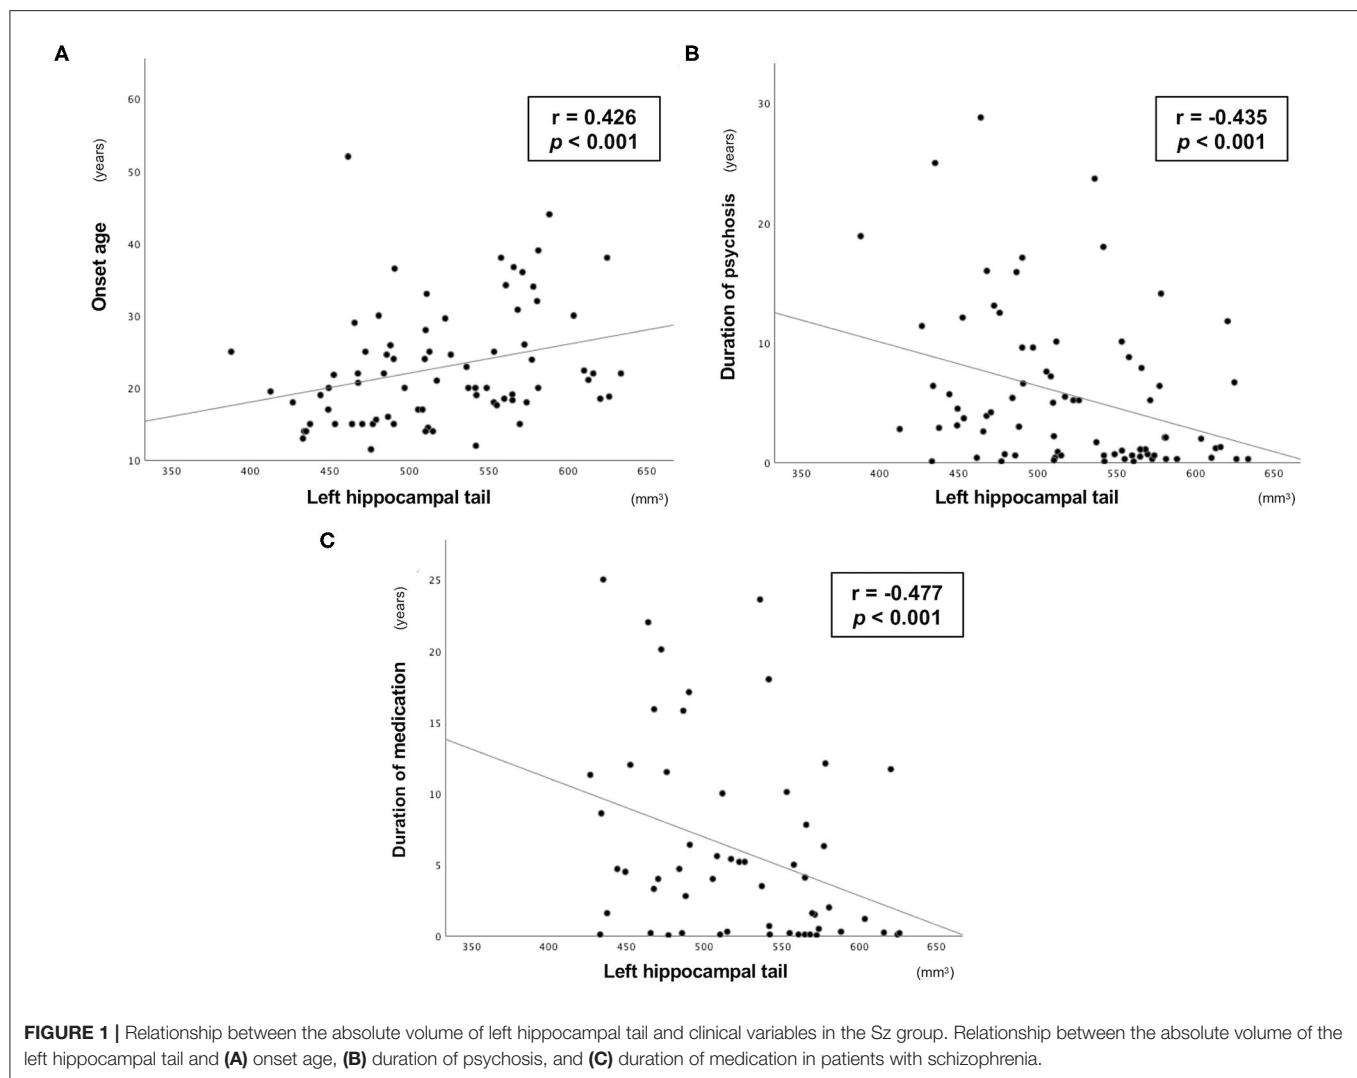 A
r = 0.426
p < 0.001
Onset age (years)
60
50
40
30
20
10
350 400 450 500 550 600 650
Left hippocampal tail (mm³)
B
r = -0.435
p < 0.001
Duration of psychosis (years)
30
20
10
0
350 400 450 500 550 600 650
Left hippocampal tail (mm³)
C
r = -0.477
p < 0.001
Duration of medication (years)
25
20
15
10
5
0
350 400 450 500 550 600 650
Left hippocampal tail (mm³)
FIGURE 1 | Relationship between the absolute volume of left hippocampal tail and clinical variables in the Sz group. Relationship between the absolute volume of the
left hippocampal tail and (A) onset age, (B) duration of psychosis, and (C) duration of medication in patients with schizophrenia.